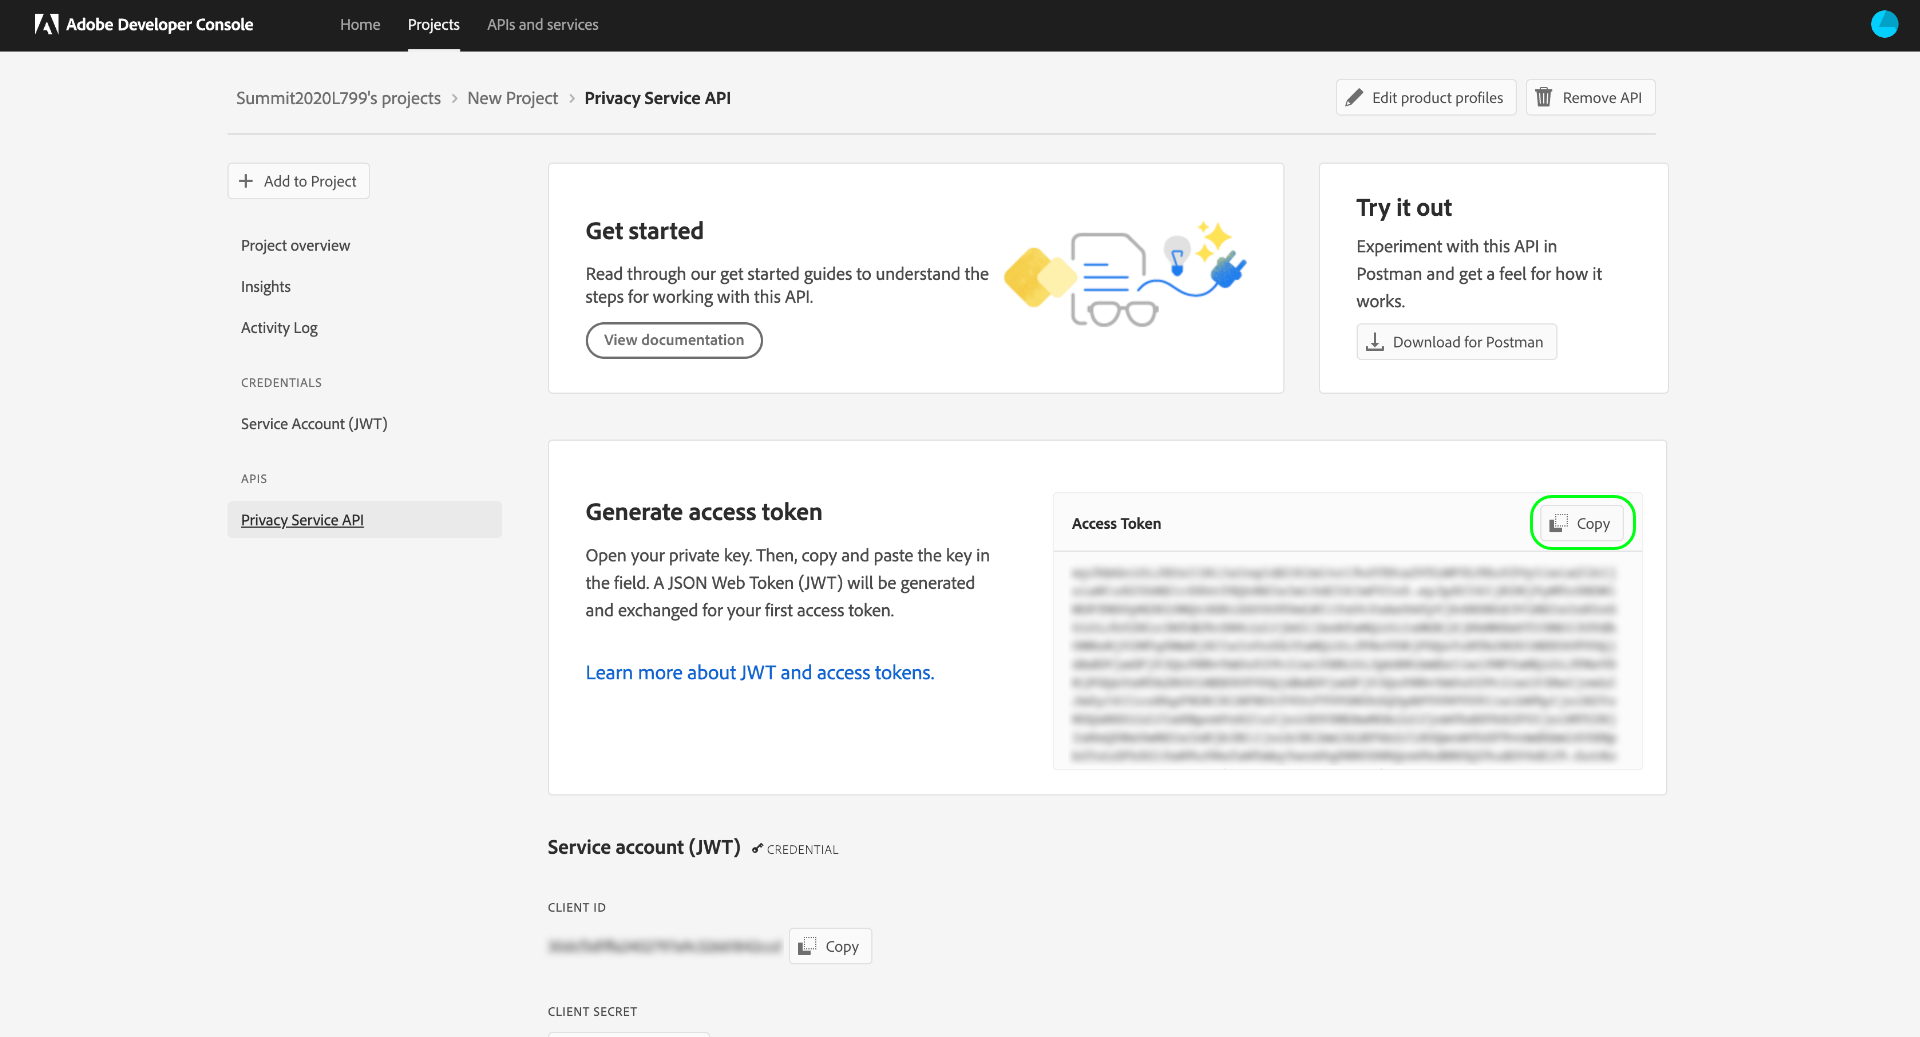 Adobe Developer Console
Home
Projects
APIs and services
Summit2020L799's projects > New Project > Privacy Service API
Edit product profiles
Remove API
Add to Project
Project overview
Insights
Activity Log
CREDENTIALS
Service Account (JWT)
APIS
Privacy Service API
Get started
Read through our get started guides to understand the
steps for working with this API.
View documentation
Try it out
Experiment with this API in
Postman and get a feel for how it
works.
Download for Postman
Generate access token
Open your private key. Then, copy and paste the key in
the field. A JSON Web Token (JWT) will be generated
and exchanged for your first access token.
Learn more about JWT and access tokens.
Access Token
Copy
Service account (JWT)
CREDENTIAL
CLIENT ID
Copy
CLIENT SECRET